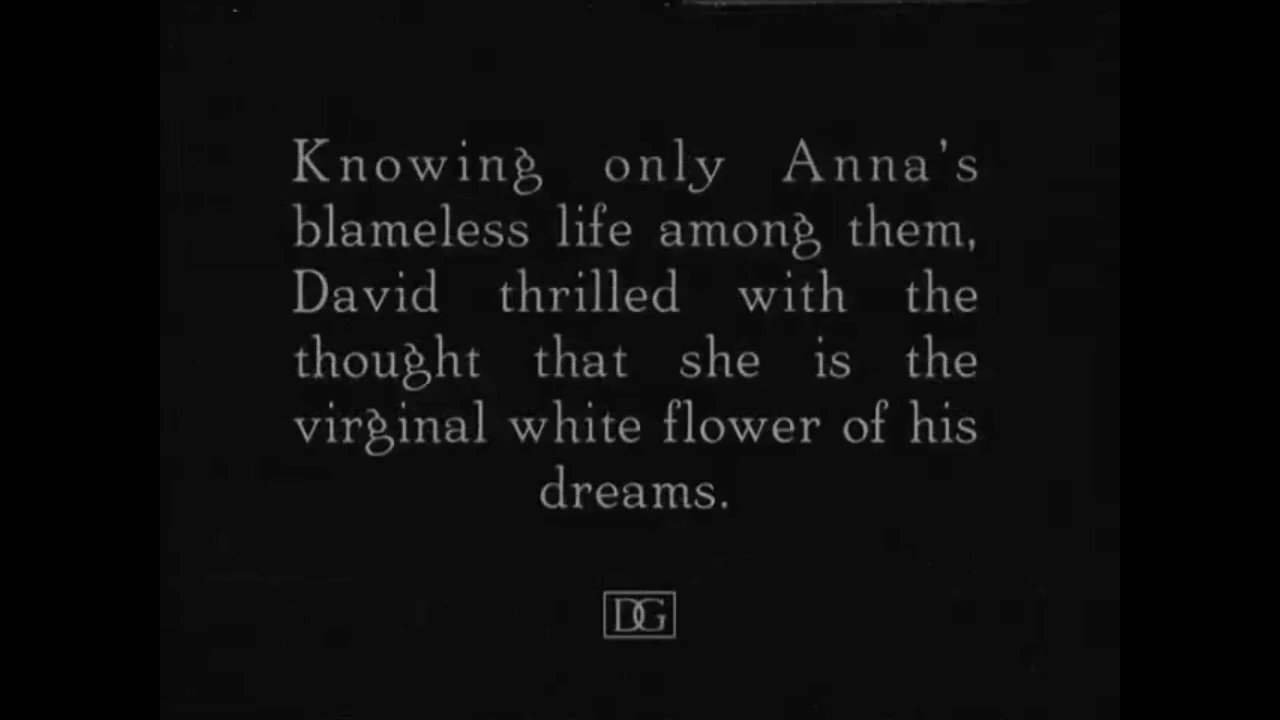 Knowing only Anna's
blameless life among them,
David thrilled with the
thought that she is the
virginal white flower of his
dreams.
DG